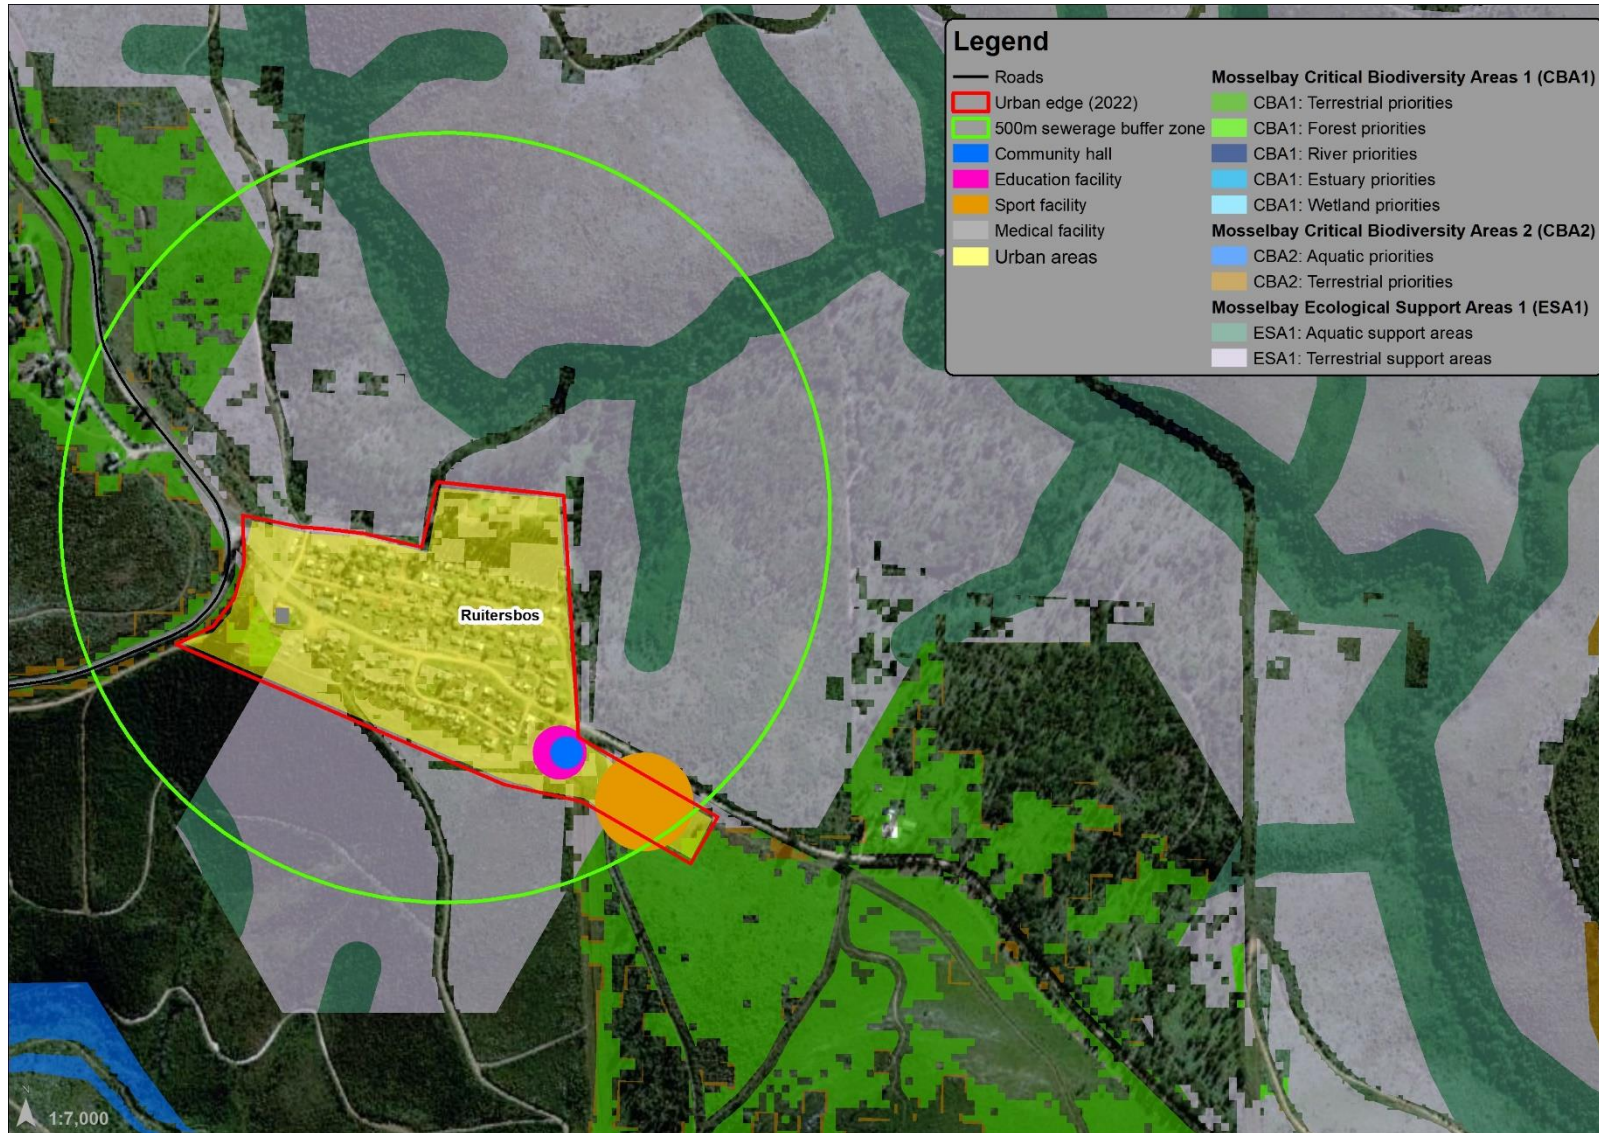 Legend
Roads
Urban edge (2022)
500m sewerage buffer zone
Community hall
Education facility
Sport facility
Medical facility
Urban areas
Mosselbay Critical Biodiversity Areas 1 (CBA1)
CBA1: Terrestrial priorities
CBA1: Forest priorities
CBA1: River priorities
CBA1: Estuary priorities
CBA1: Wetland priorities
Mosselbay Critical Biodiversity Areas 2 (CBA2)
CBA2: Aquatic priorities
CBA2: Terrestrial priorities
Mosselbay Ecological Support Areas 1 (ESA1)
ESA1: Aquatic support areas
ESA1: Terrestrial support areas
Ruitersbos
N
1:7,000